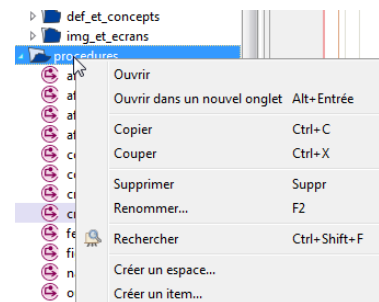 def_et_concepts
img_et_ecrans
procedures
Ouvrir
Ouvrir dans un nouvel onglet Alt+Entrée
Copier Ctrl+C
Couper Ctrl+X
Supprimer Suppr
Renommer... F2
Rechercher Ctrl+Shift+F
Créer un espace...
Créer un item...